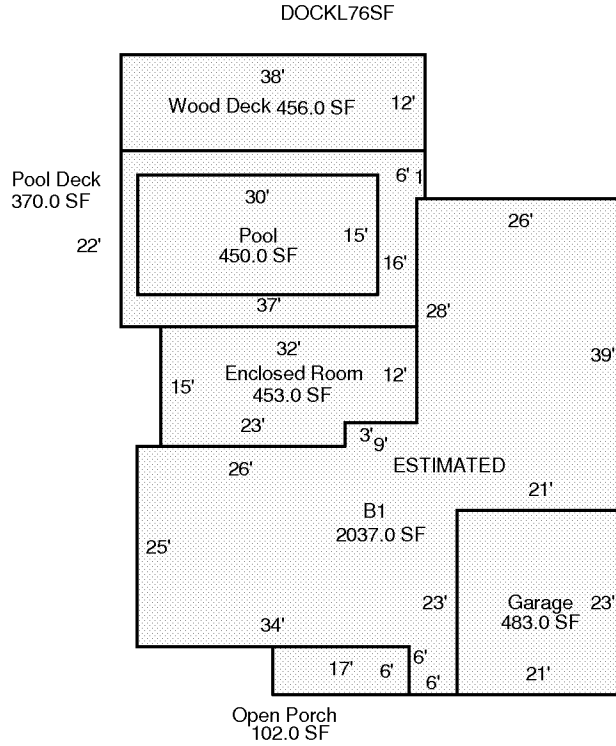 DOCKL76SF
38'
Wood Deck 456.0 SF
12'
Pool Deck
370.0 SF
6'
1
30'
26'
Pool
450.0 SF
15'
22'
16'
37'
28'
32'
39'
Enclosed Room
453.0 SF
12'
15'
23'
3'
9'
26'
ESTIMATED
21'
B1
2037.0 SF
25'
23'
Garage
483.0 SF
23'
34'
6'
17'
6'
6'
21'
Open Porch
102.0 SF